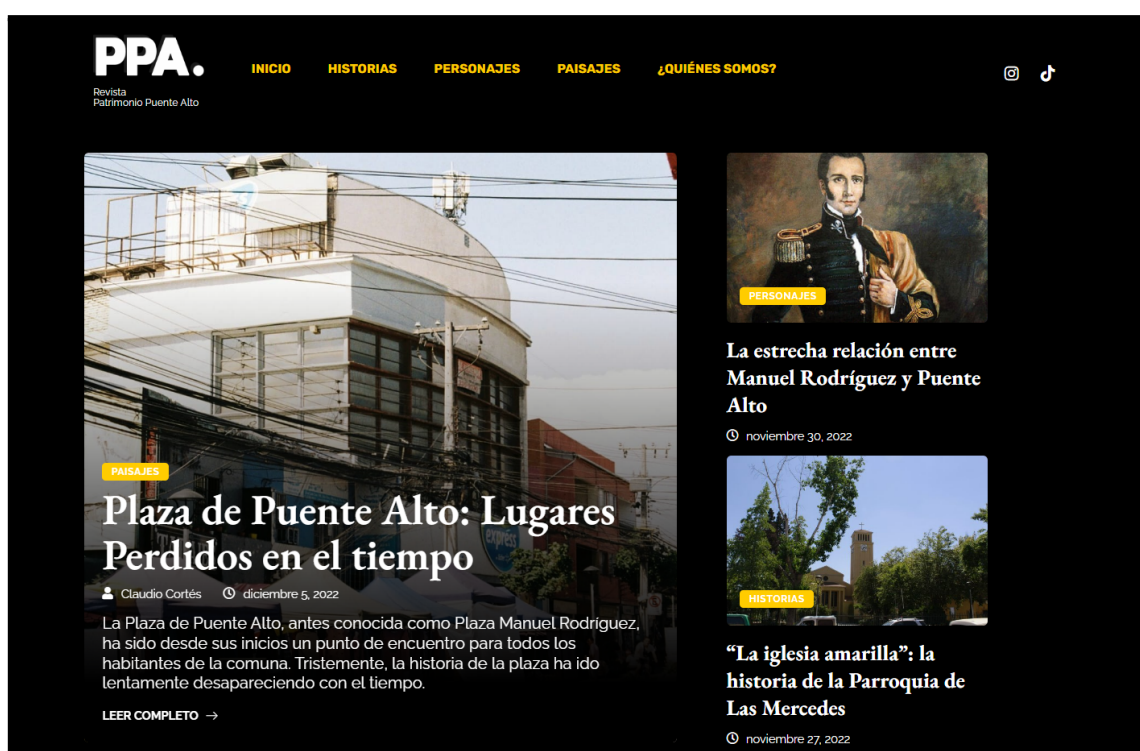 PPA.
Revista
Patrimonio Puente Alto
INICIO
HISTORIAS
PERSONAJES
PAISAJES
¿QUIÉNES SOMOS?
express
PAISAJES
Plaza de Puente Alto: Lugares
Perdidos en el tiempo
Claudio Cortés
diciembre 5, 2022
La Plaza de Puente Alto, antes conocida como Plaza Manuel Rodríguez,
ha sido desde sus inicios un punto de encuentro para todos los
habitantes de la comuna. Tristemente, la historia de la plaza ha ido
lentamente desapareciendo con el tiempo.
LEER COMPLETO →
PERSONAJES
La estrecha relación entre
Manuel Rodríguez y Puente
Alto
noviembre 30, 2022
HISTORIAS
“La iglesia amarilla”: la
historia de la Parroquia de
Las Mercedes
noviembre 27, 2022